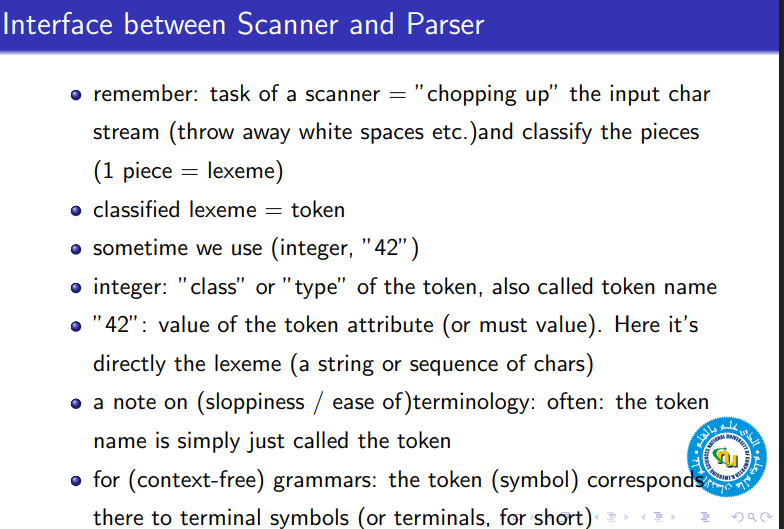 Interface between Scanner and Parser
remember: task of a scanner = "chopping up" the input char
stream (throw away white spaces etc.)and classify the pieces
(1 piece = lexeme)
classified lexeme = token
sometime we use (integer, "42")
integer: "class" or "type" of the token, also called token name
"42": value of the token attribute (or must value). Here it's
directly the lexeme (a string or sequence of chars)
a note on (sloppiness / ease of)terminology: often: the token
name is simply just called the token
for (context-free) grammars: the token (symbol) corresponds
there to terminal symbols (or terminals, for short)